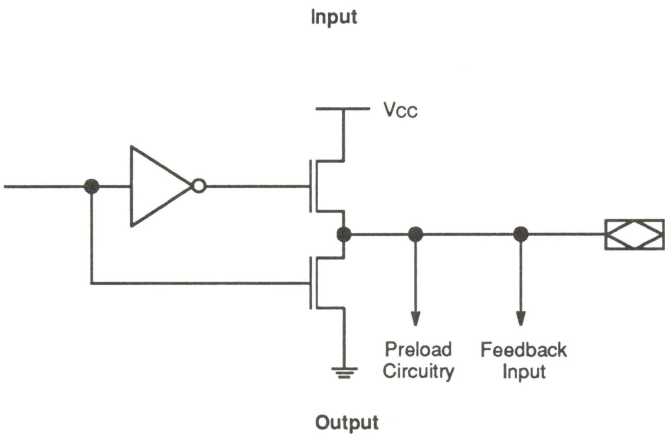 Input
Vcc
Preload
Circuitry
Feedback
Input
Output